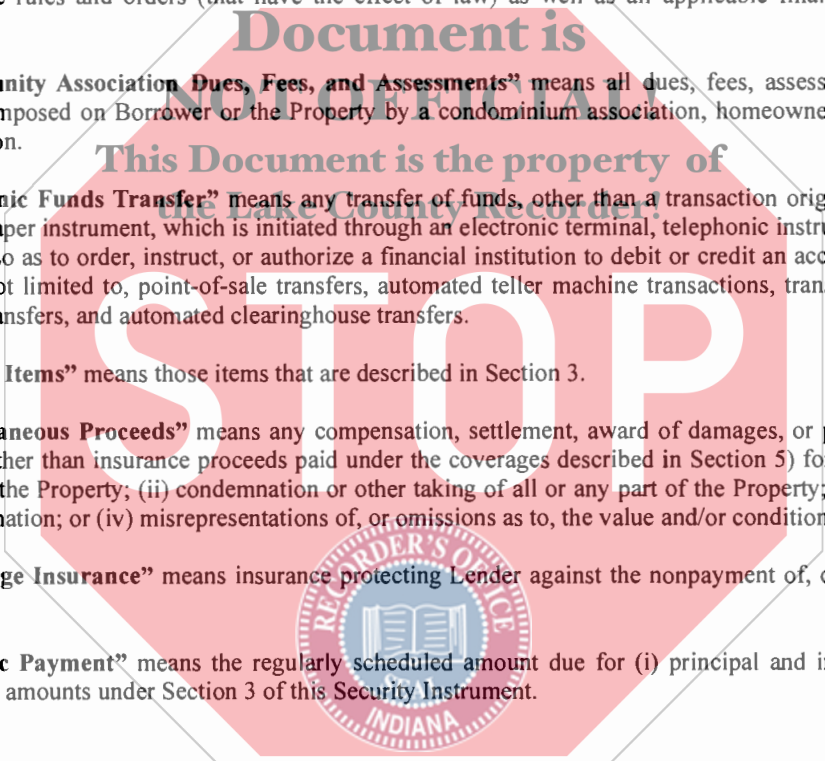 rules and orders (that have the effect of law) as well as all applicable final
Document is
nity Association Dues, Fees, and Assessments” means all dues, fees, assess
nposed on Borrower or the Property by a condominium association, homeowne
on.
NOT OFFICIAL!
This Document is the property of
the Lake County Recorder!
nic Funds Transfer” means any transfer of funds, other than a transaction orig
per instrument, which is initiated through an electronic terminal, telephonic instru
o as to order, instruct, or authorize a financial institution to debit or credit an acc
ot limited to, point-of-sale transfers, automated teller machine transactions, tran
nsfers, and automated clearinghouse transfers.
STOP
Items” means those items that are described in Section 3.
aneous Proceeds” means any compensation, settlement, award of damages, or p
ther than insurance proceeds paid under the coverages described in Section 5) fo
the Property; (ii) condemnation or other taking of all or any part of the Property;
nation; or (iv) misrepresentations of, or omissions as to, the value and/or condition
ge Insurance” means insurance protecting Lender against the nonpayment of, o
c Payment” means the regularly scheduled amount due for (i) principal and i
amounts under Section 3 of this Security Instrument.
RECORDER'S OFFICE
SEAL
INDIANA